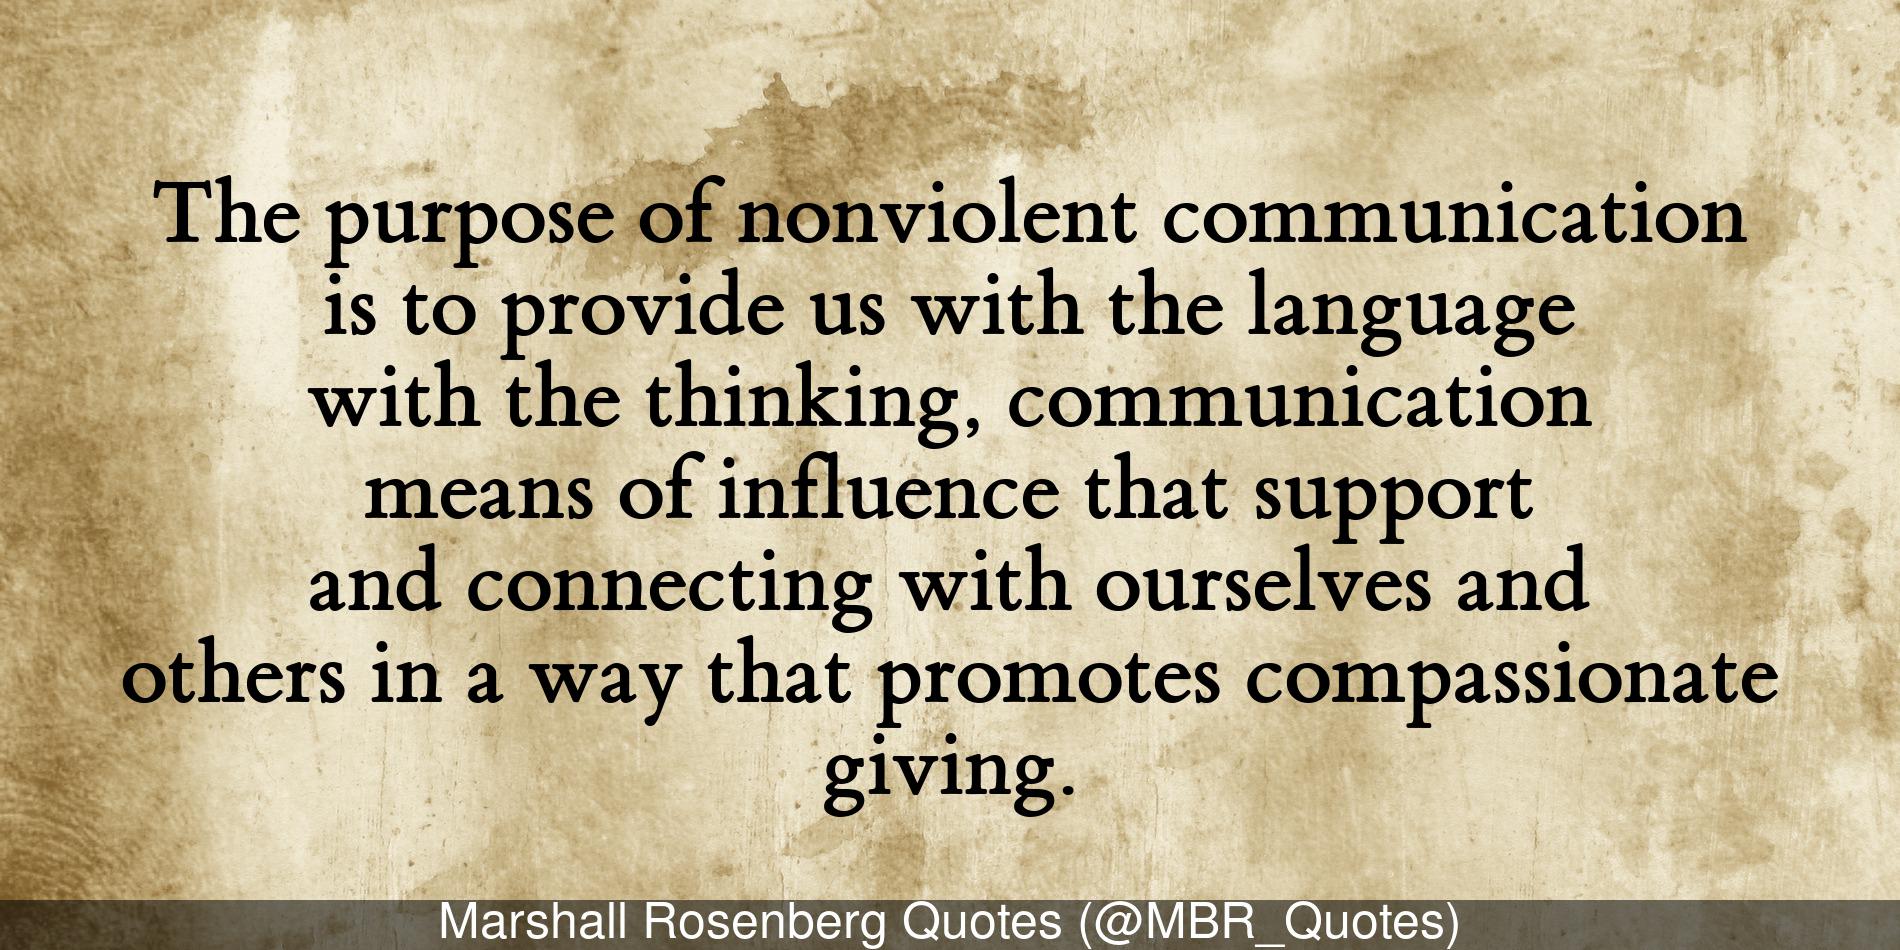 The purpose of nonviolent communication
is to provide us with the language
with the thinking, communication
means of influence that support
and connecting with ourselves and
others in a way that promotes compassionate
giving.
Marshall Rosenberg Quotes (@MBR_Quotes)